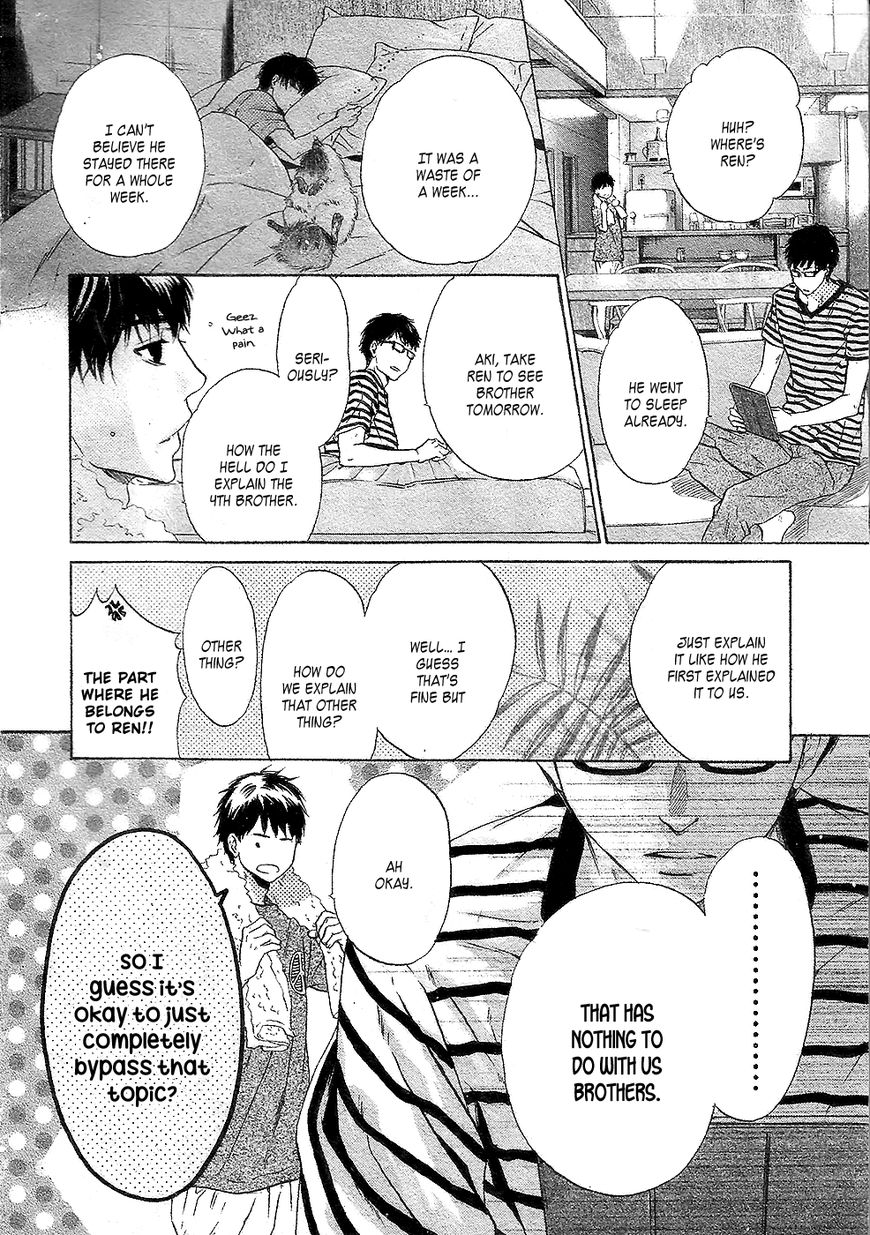 HUH?
WHERE'S
REN?
HE WENT
TO SLEEP
ALREADY.
IT WAS A
WASTE OF
A WEEK...
I CAN'T
BELIEVE HE
STAYED THERE
FOR A WHOLE
WEEK.
AKI, TAKE
REN TO SEE
BROTHER
TOMORROW.
SERI-
OUSLY?
Geez
What a
pain
HOW THE
HELL DO I
EXPLAIN THE
4TH BROTHER.
JUST EXPLAIN
IT LIKE HOW HE
FIRST EXPLAINED
IT TO US.
WELL... I
GUESS
THAT'S
FINE BUT
HOW DO
WE EXPLAIN
THAT OTHER
THING?
OTHER
THING?
THE PART
WHERE HE
BELONGS
TO REN!!
..............
THAT HAS
NOTHING TO
DO WITH US
BROTHERS.
AH
OKAY.
SO I
guess it's
okay to just
completely
bypass that
topic?